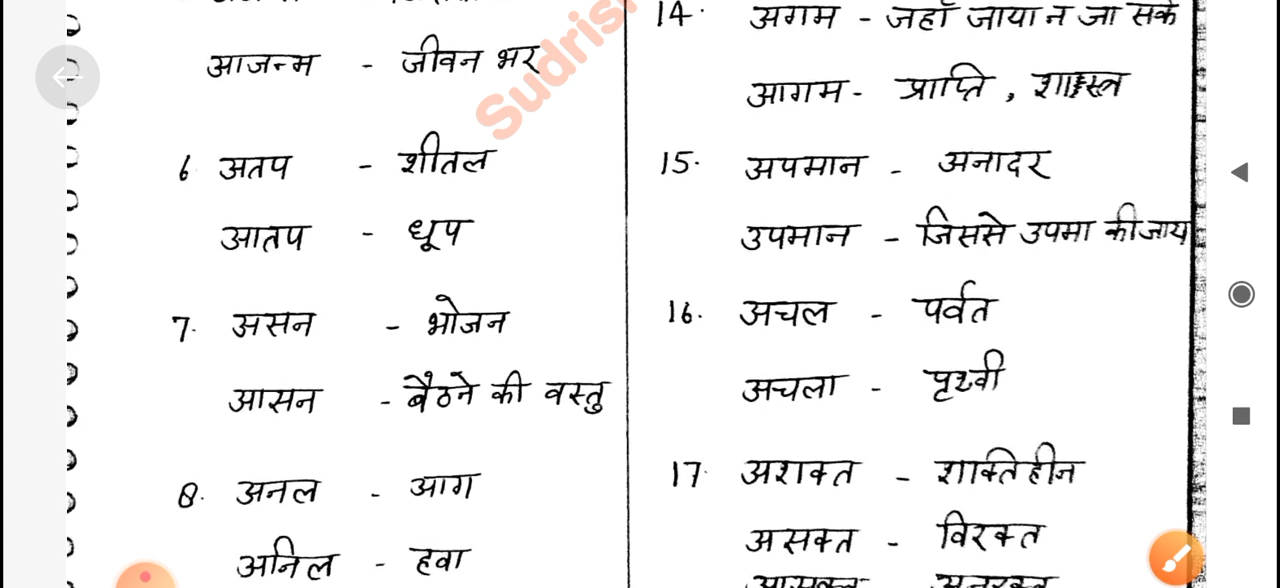 आजन्म - जीवन भर
6. अतप - शीतल
आतप - धूप
7. असन - भोजन
आसन - बैठने की वस्तु
8. अनल - आग
अनिल - हवा
14. अगम - जहाँ जाया न जा सके
आगम - प्राप्ति, शास्त्र
15. अपमान - अनादर
उपमान - जिससे उपमा की जाय
16. अचल - पर्वत
अचला - पृथ्वी
17. अशक्त - शक्तिहीन
असक्त - विरक्त
Sudris